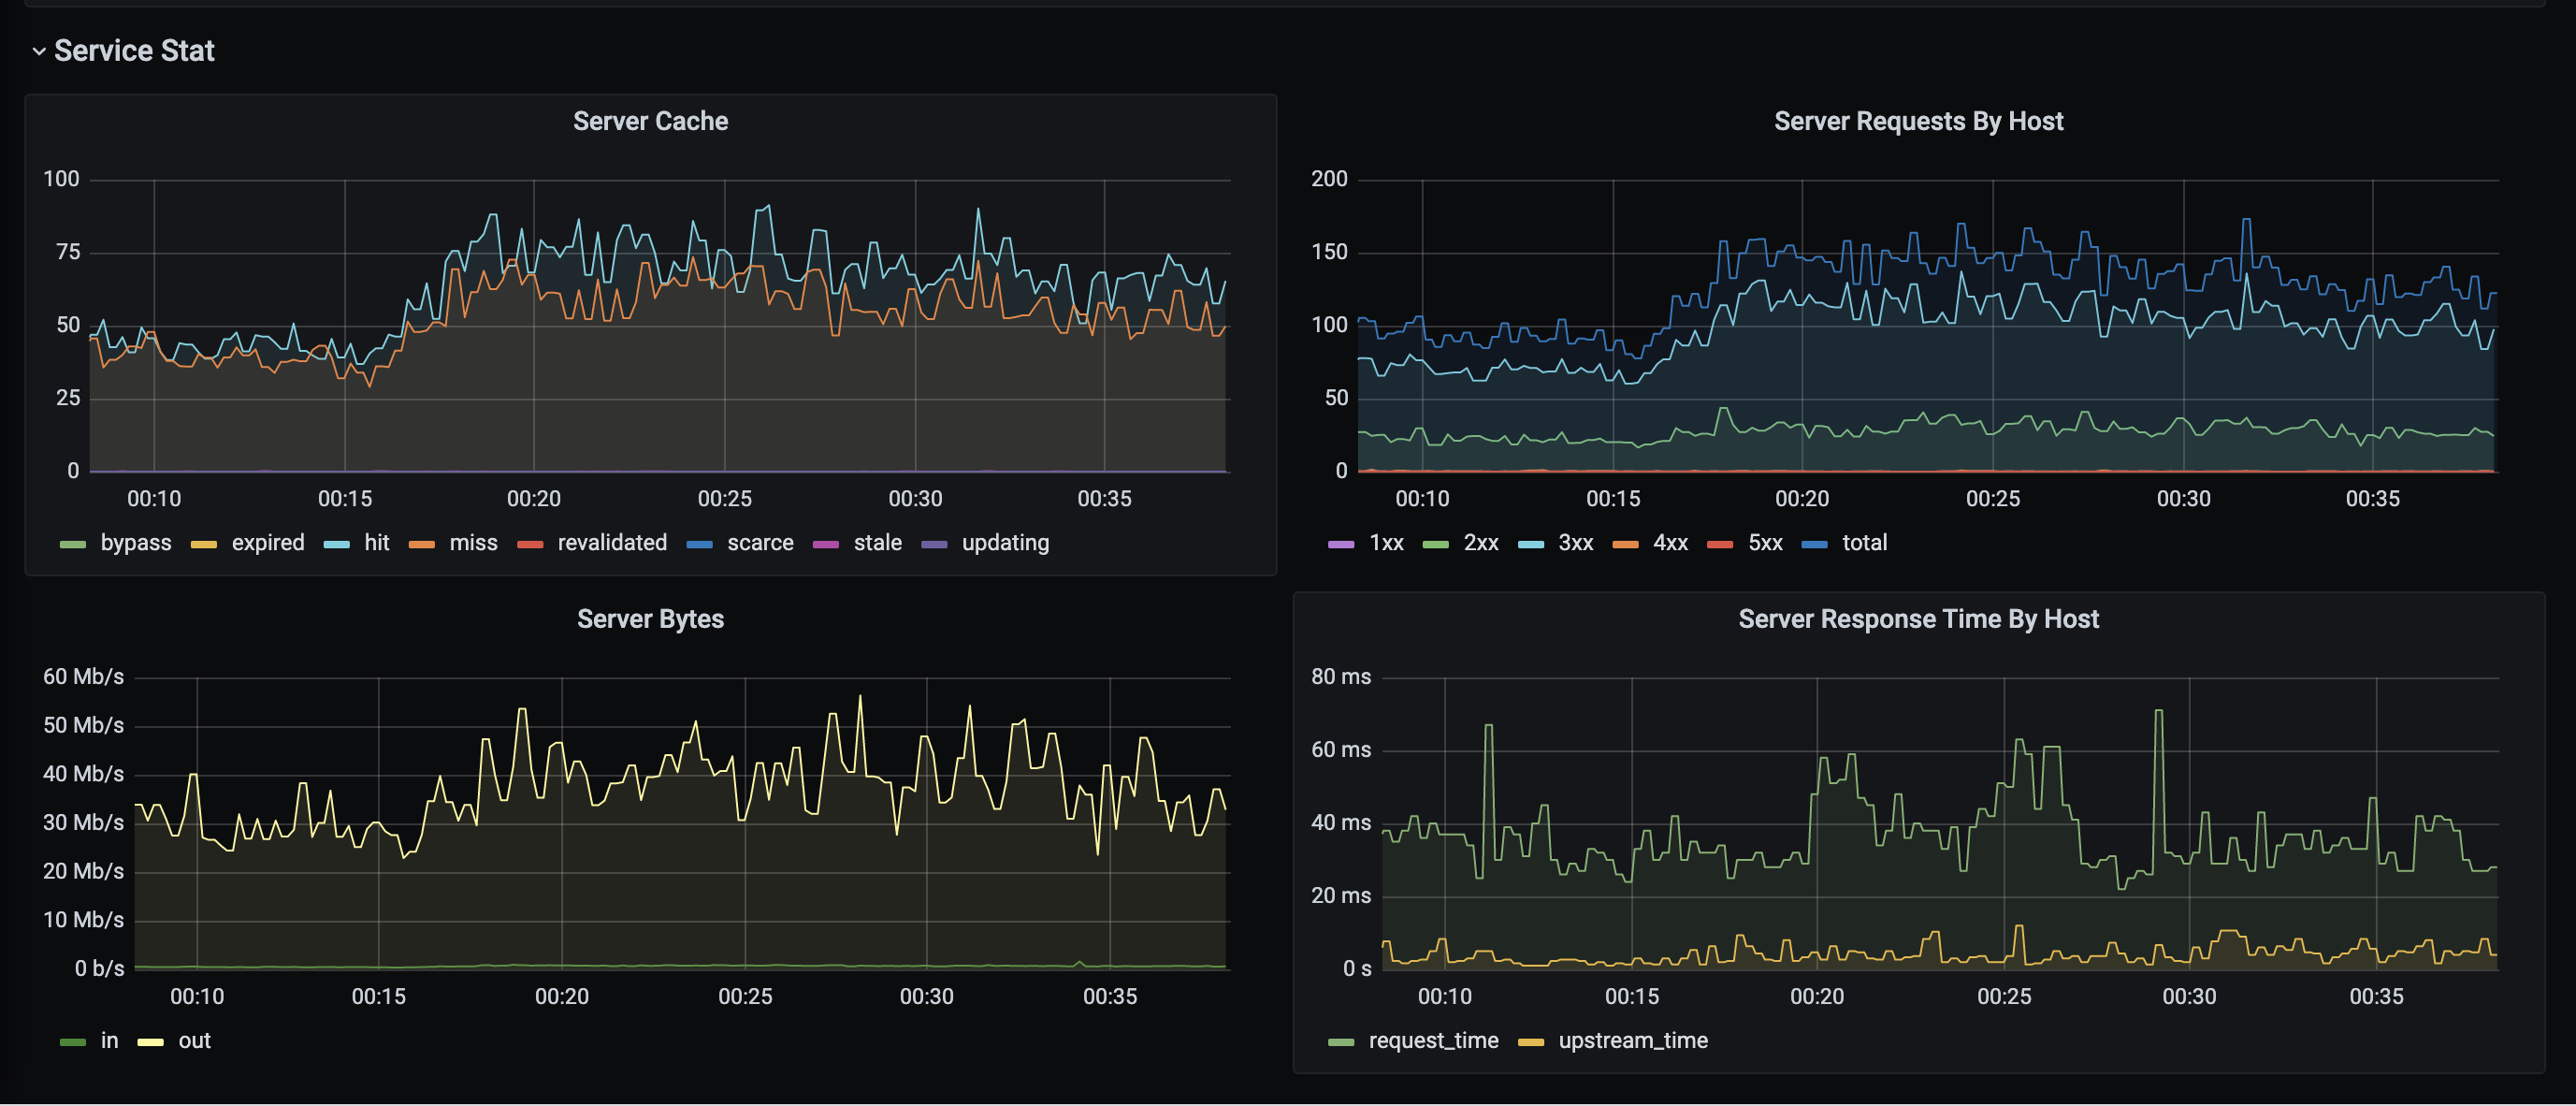 Service Stat
Server Cache
100
75
50
25
0
00:10 00:15 00:20 00:25 00:30 00:35
bypass expired hit miss revalidated scarce stale updating
Server Requests By Host
200
150
100
50
0
00:10 00:15 00:20 00:25 00:30 00:35
1xx 2xx 3xx 4xx 5xx total
Server Bytes
60 Mb/s
50 Mb/s
40 Mb/s
30 Mb/s
20 Mb/s
10 Mb/s
0 b/s
00:10 00:15 00:20 00:25 00:30 00:35
in out
Server Response Time By Host
80 ms
60 ms
40 ms
20 ms
0 s
00:10 00:15 00:20 00:25 00:30 00:35
request_time upstream_time